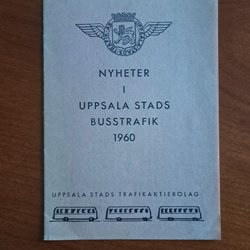 NYHETER
I
UPPSALA STADS
BUSSTRAFIK
1960
UPPSALA STADS TRAFIKAKTIEBOLAG